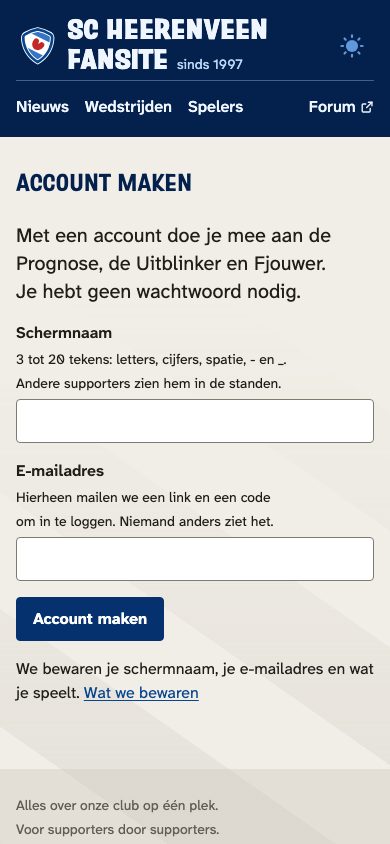 SC HEERENVEEN
FANSITE sinds 1997
Nieuws Wedstrijden Spelers Forum
ACCOUNT MAKEN
Met een account doe je mee aan de
Prognose, de Uitblinker en Fjouwer.
Je hebt geen wachtwoord nodig.
Schermnaam
3 tot 20 tekens: letters, cijfers, spatie, - en _.
Andere supporters zien hem in de standen.
E-mailadres
Hierheen mailen we een link en een code
om in te loggen. Niemand anders ziet het.
Account maken
We bewaren je schermnaam, je e-mailadres en wat
je speelt. Wat we bewaren
Alles over onze club op één plek.
Voor supporters door supporters.